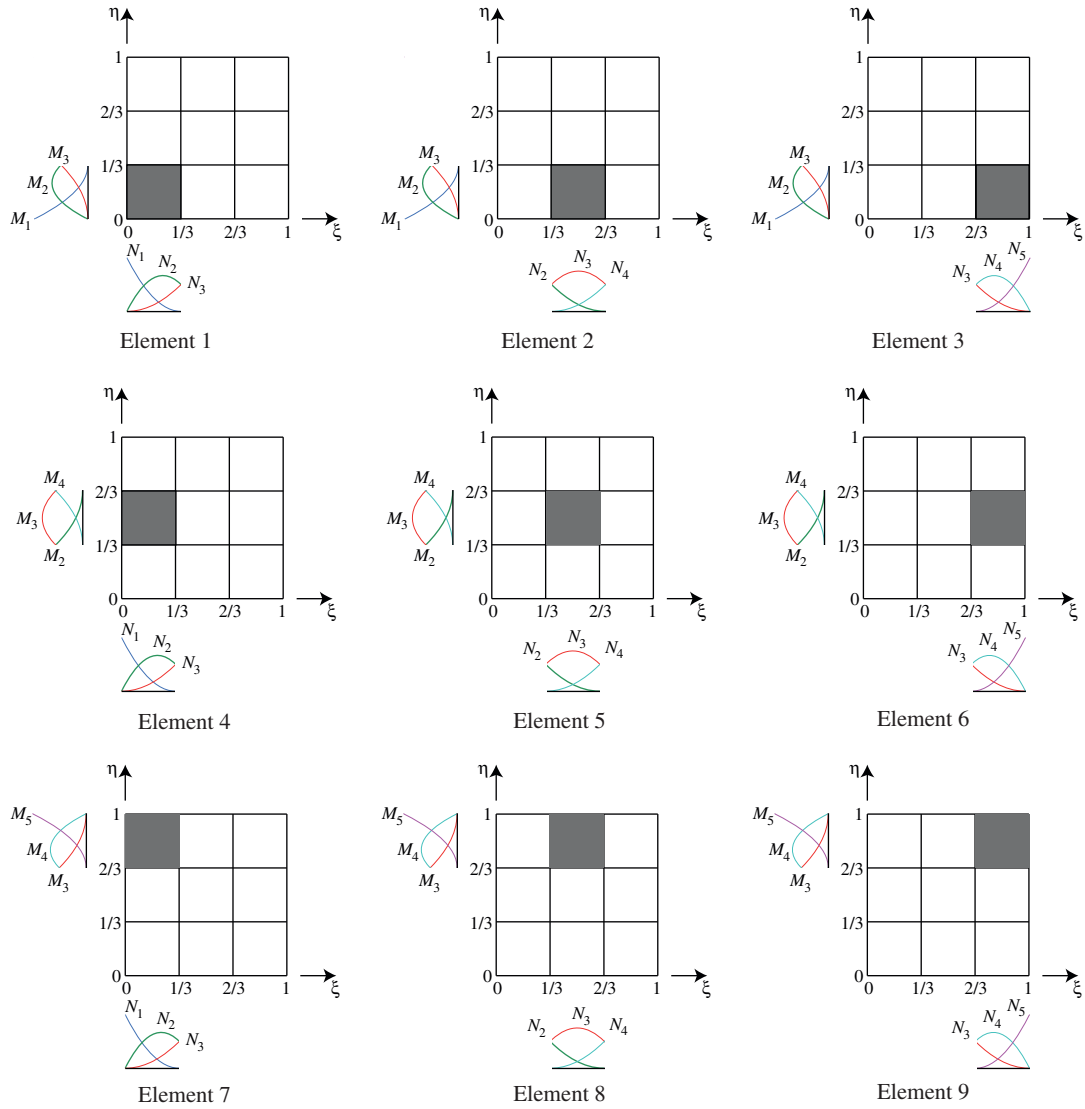 η η η
1 1 1
2/3 2/3 2/3
M3 M3 M3
1/3 1/3 1/3
M2 M2 M2
M1 0 M1 0 M1 0
0 1/3 2/3 1 ξ 0 1/3 2/3 1 ξ 0 1/3 2/3 1 ξ
N1 N2 N3 N2 N3 N4 N3 N4 N5
Element 1 Element 2 Element 3
η η η
1 1 1
M4 2/3 M4 2/3 M4 2/3
M3 M3 M3
M2 1/3 M2 1/3 M2 1/3
0 0 0
0 1/3 2/3 1 ξ 0 1/3 2/3 1 ξ 0 1/3 2/3 1 ξ
N1 N2 N3 N2 N3 N4 N3 N4 N5
Element 4 Element 5 Element 6
η η η
M5 1 M5 1 M5 1
M4 M4 M4
M3 2/3 M3 2/3 M3 2/3
1/3 1/3 1/3
0 0 0
0 1/3 2/3 1 ξ 0 1/3 2/3 1 ξ 0 1/3 2/3 1 ξ
N1 N2 N3 N2 N3 N4 N3 N4 N5
Element 7 Element 8 Element 9